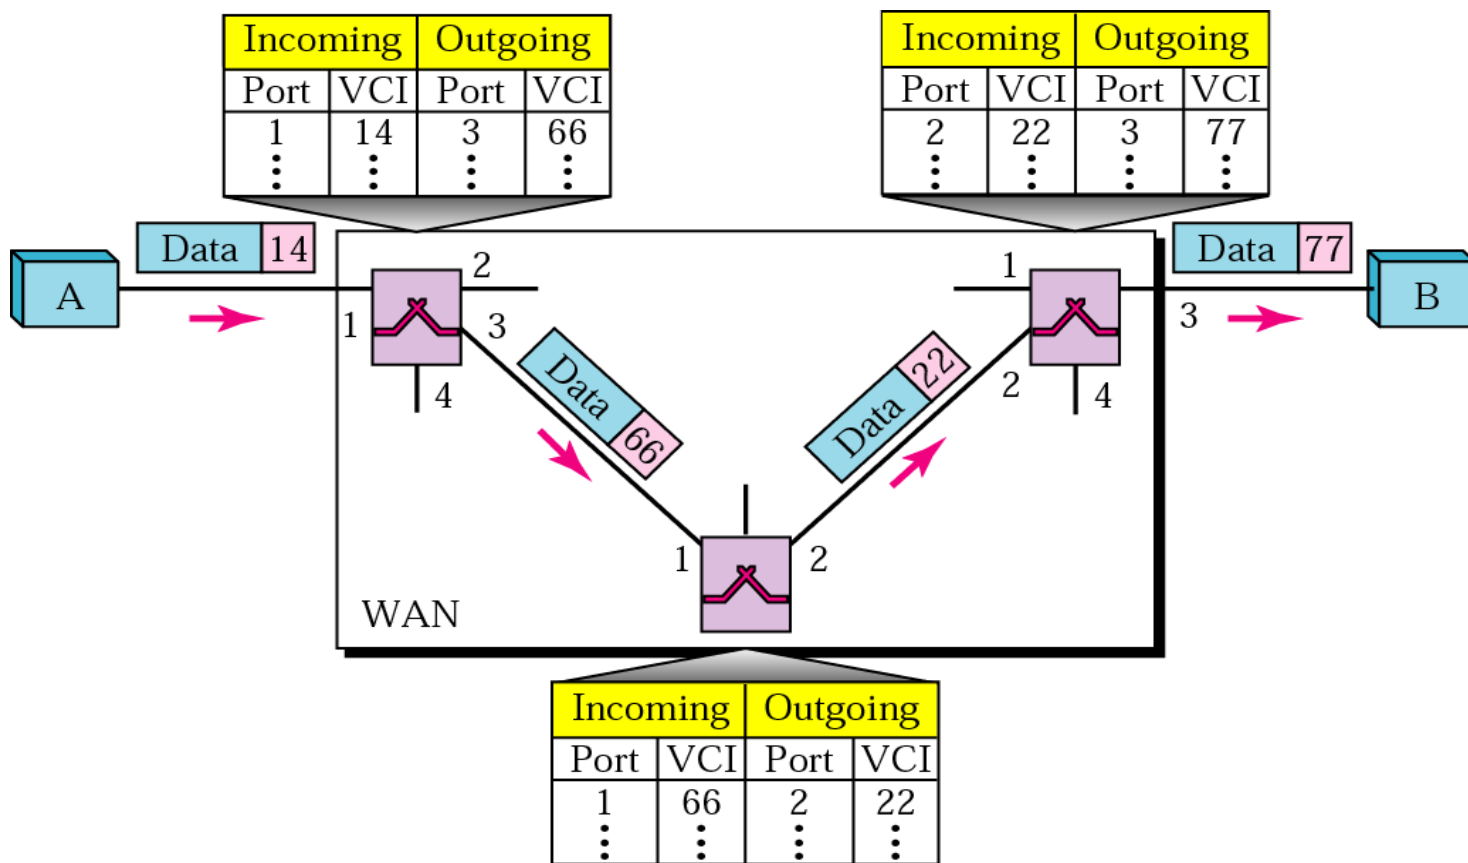 Incoming Outgoing
Port VCI Port VCI
1 14 3 66
Incoming Outgoing
Port VCI Port VCI
2 22 3 77
Data 14
Data 77
A
B
1
2
3
4
Data 66
Data 22
1
2
3
4
1
2
WAN
Incoming Outgoing
Port VCI Port VCI
1 66 2 22